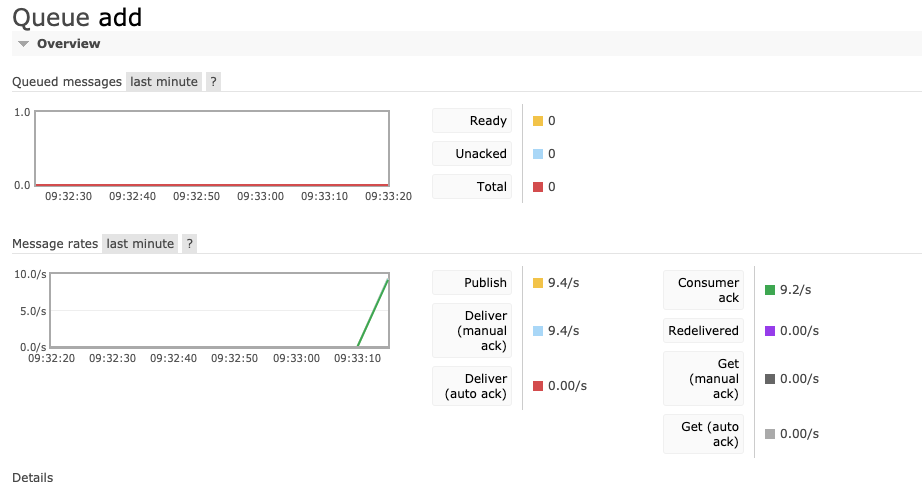 Queue add
Overview
Queued messages last minute ?
1.0
0.0
09:32:30 09:32:40 09:32:50 09:33:00 09:33:10 09:33:20
Ready 0
Unacked 0
Total 0
Message rates last minute ?
10.0/s
5.0/s
0.0/s
09:32:20 09:32:30 09:32:40 09:32:50 09:33:00 09:33:10
Publish 9.4/s
Deliver
(manual 9.4/s
ack)
Deliver
(auto ack) 0.00/s
Consumer
ack 9.2/s
Redelivered 0.00/s
Get
(manual 0.00/s
ack)
Get (auto
ack) 0.00/s
Details